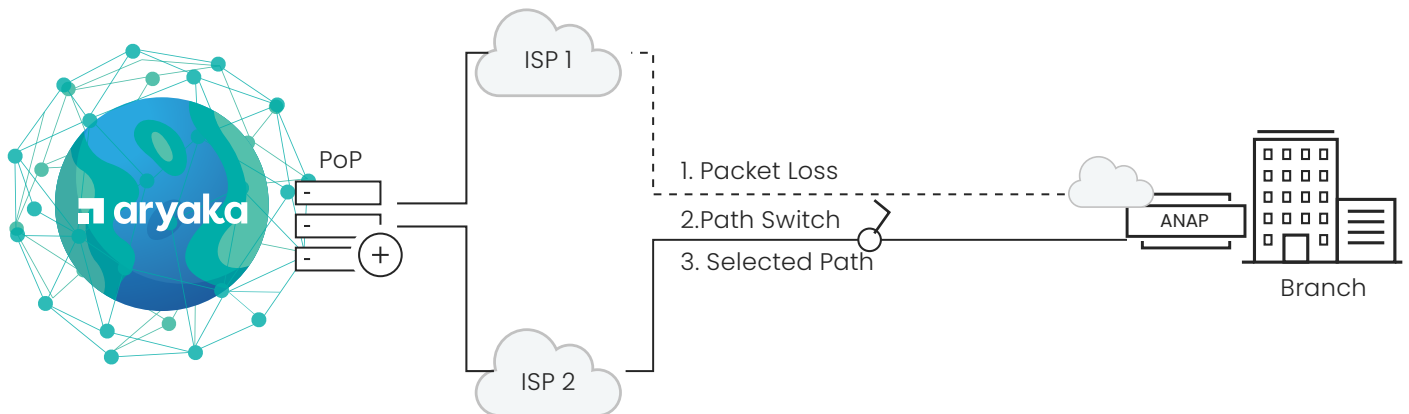 ISP 1
PoP
1. Packet Loss
aryaka
2.Path Switch
ANAP
3. Selected Path
Branch
ISP 2